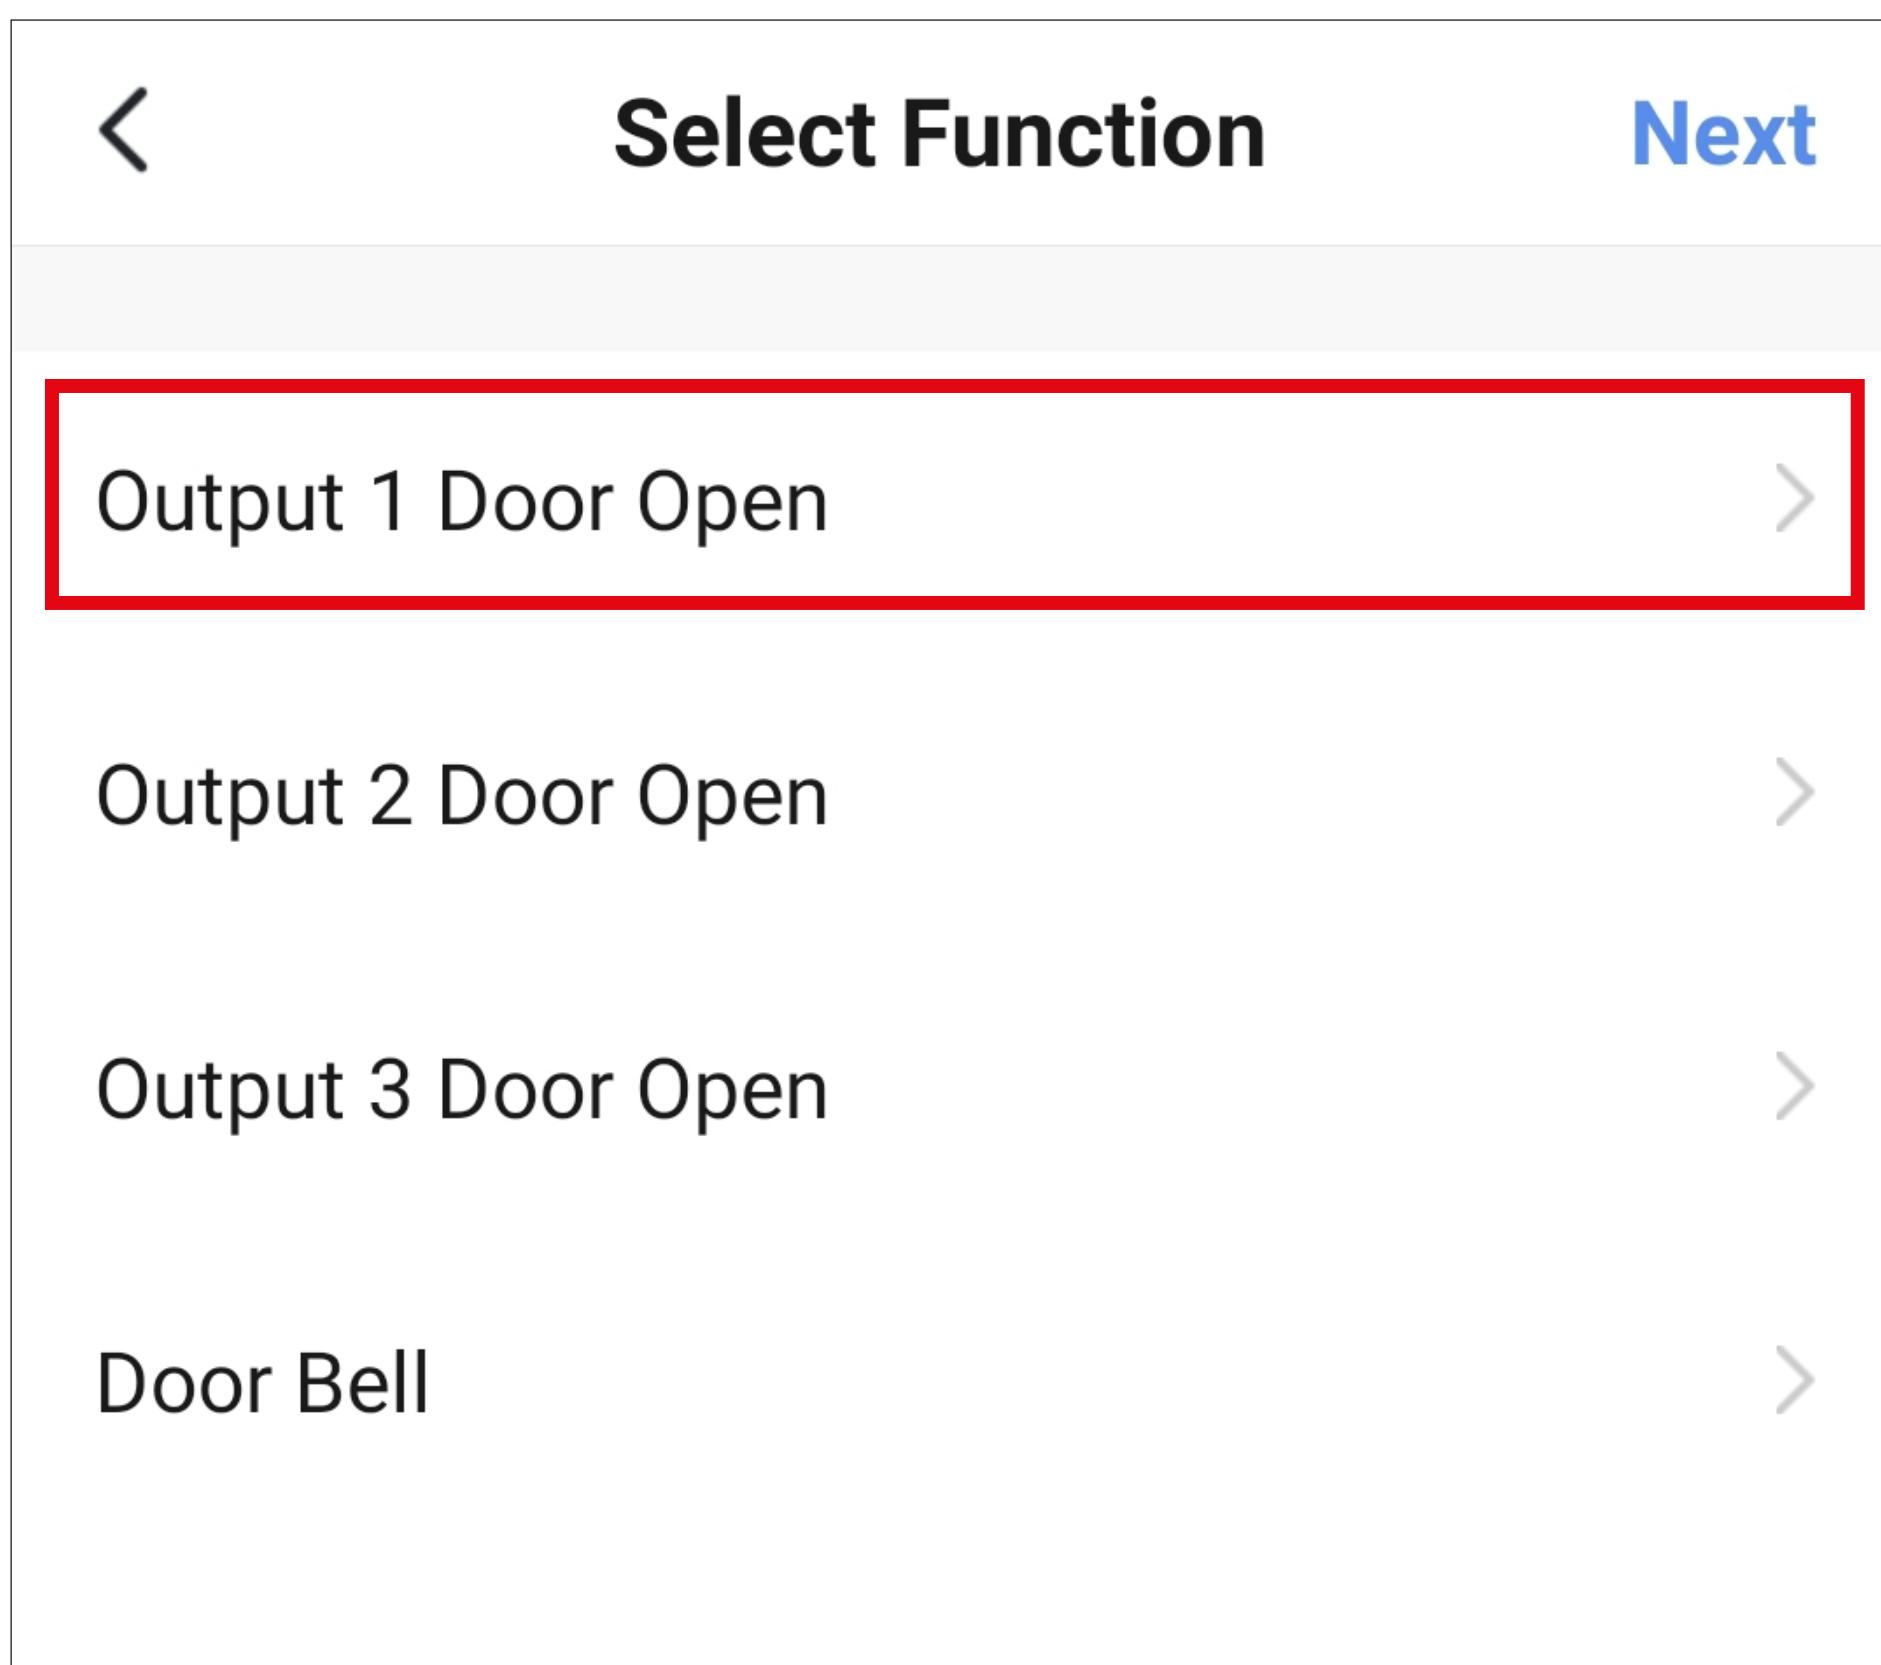 Select Function
Next
Output 1 Door Open
Output 2 Door Open
Output 3 Door Open
Door Bell